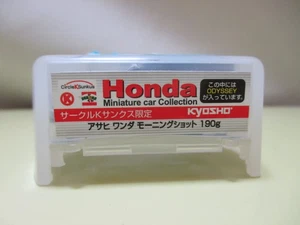 CircleK Sunkus
Honda
Miniature car Collection
この中には
ODYSSEY
が入っています。
サークルKサンクス限定
KYOSHO
アサヒ ワンダ モーニングショット 190g